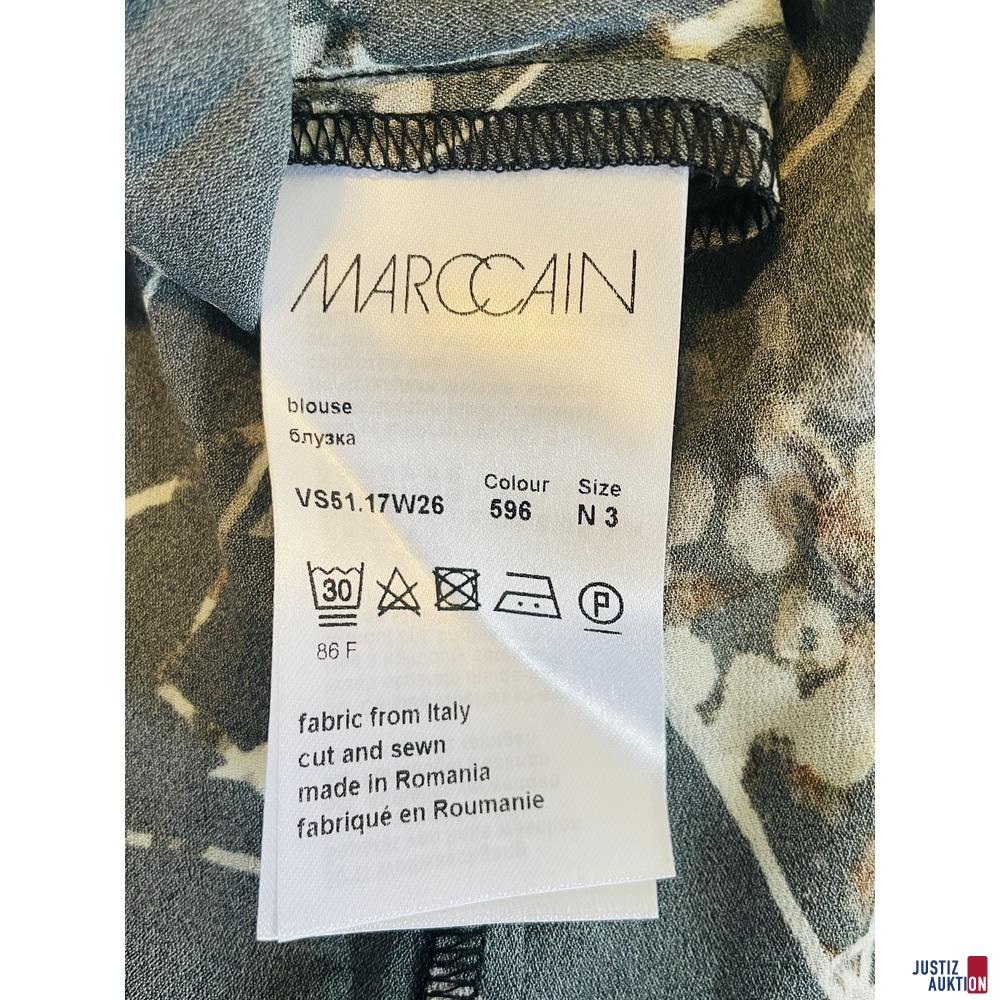 MARCCAIN
blouse
блузка
Colour Size
VS51.17W26 596 N 3
30 P
86 F
fabric from Italy
cut and sewn
made in Romania
fabriqué en Roumanie
JUSTIZ
AUKTION